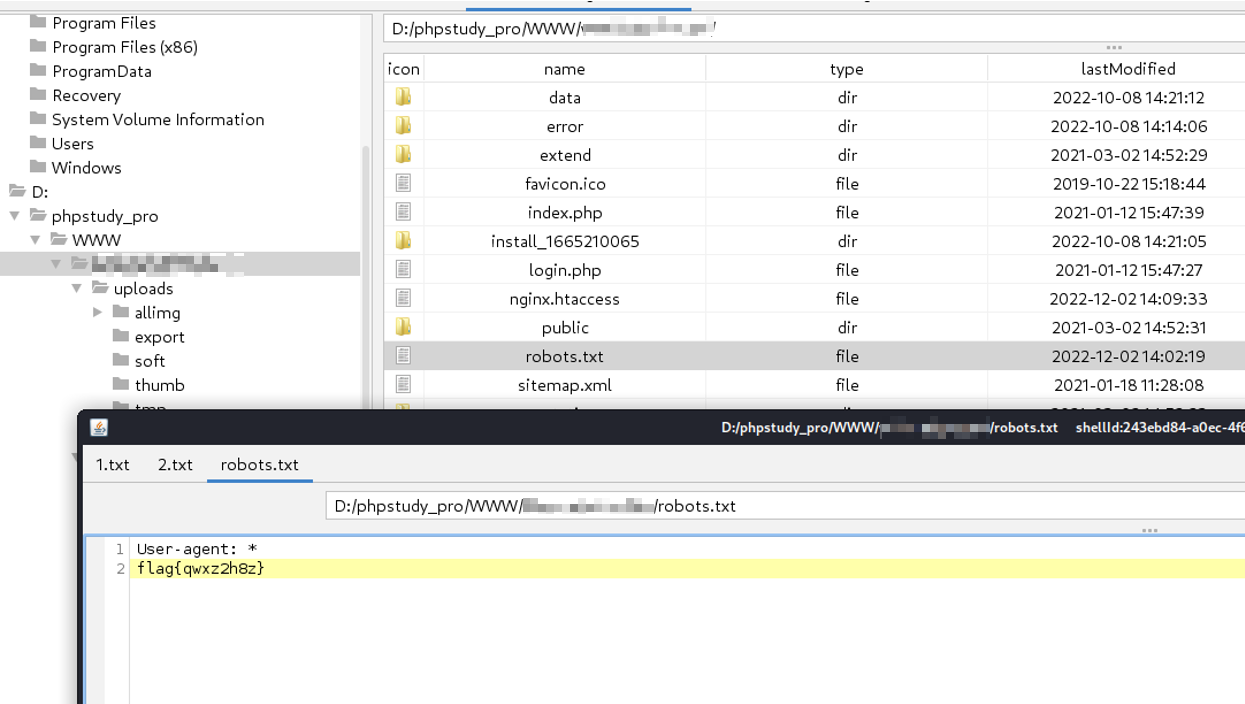 Program Files
Program Files (x86)
ProgramData
Recovery
System Volume Information
Users
Windows
D:
phpstudy_pro
WWW
uploads
allimg
export
soft
thumb
tmp
D:/phpstudy_pro/WWW/
icon name type lastModified
data dir 2022-10-08 14:21:12
error dir 2022-10-08 14:14:06
extend dir 2021-03-02 14:52:29
favicon.ico file 2019-10-22 15:18:44
index.php file 2021-01-12 15:47:39
install_1665210065 dir 2022-10-08 14:21:05
login.php file 2021-01-12 15:47:27
nginx.htaccess file 2022-12-02 14:09:33
public dir 2021-03-02 14:52:31
robots.txt file 2022-12-02 14:02:19
sitemap.xml file 2021-01-18 11:28:08
D:/phpstudy_pro/WWW/ /robots.txt shellId:243ebd84-a0ec-4f6
1.txt 2.txt robots.txt
D:/phpstudy_pro/WWW/ /robots.txt
1 User-agent: *
2 flag{qwxz2h8z}